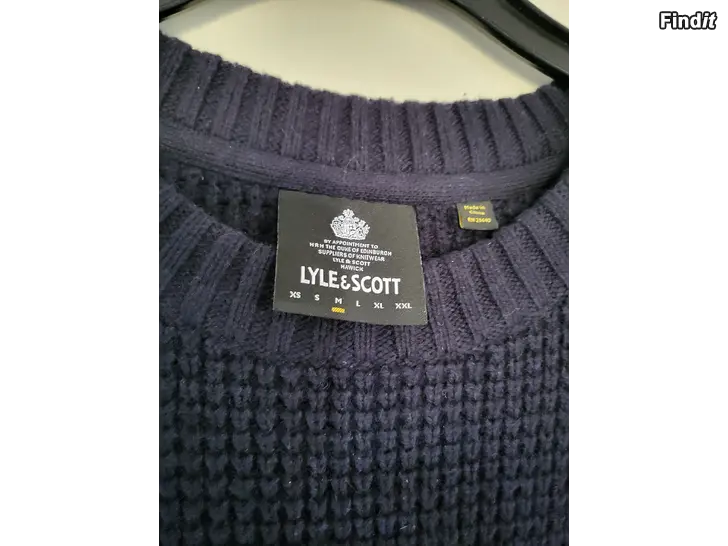 Findit
BY APPOINTMENT TO
HRH THE DUKE OF EDINBURGH
SUPPLIERS OF KNITWEAR
LYLE & SCOTT
HAWICK
LYLE & SCOTT
XS S M L XL XXL
Made in
China